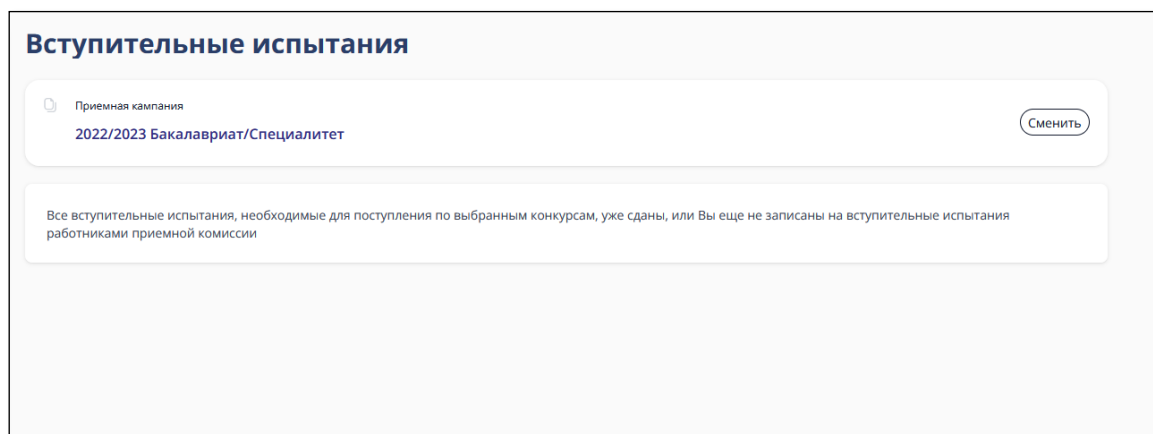 Вступительные испытания
Приемная кампания
2022/2023 Бакалавриат/Специалитет
Сменить
Все вступительные испытания, необходимые для поступления по выбранным конкурсам, уже сданы, или Вы еще не записаны на вступительные испытания
работниками приемной комиссии